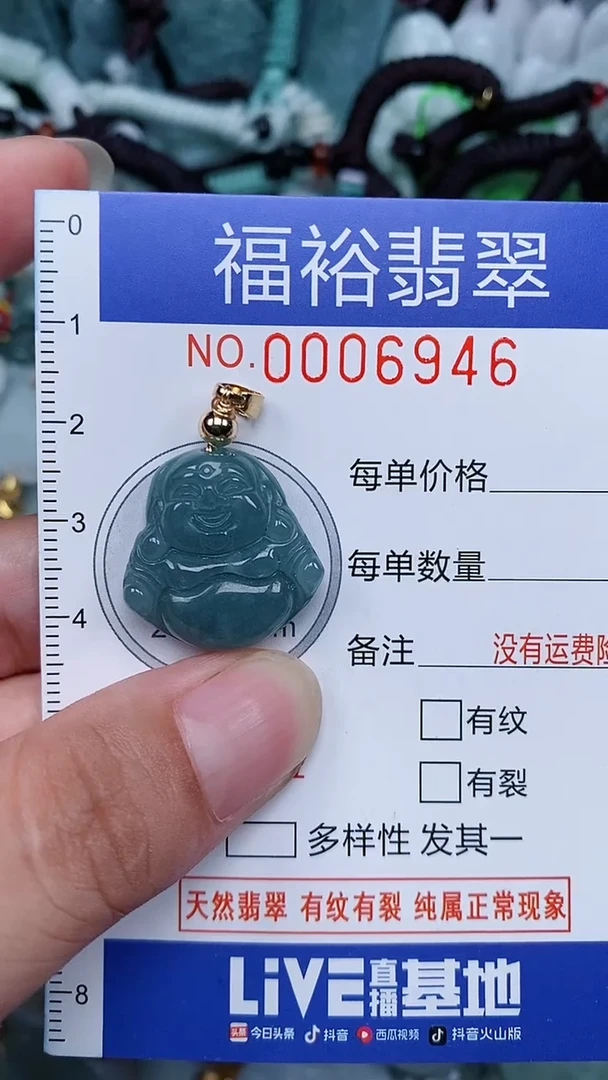 0
福裕翡翠
1
NO.0006946
2
每单价格
3
每单数量
4
备注 没有运费险
有纹
有裂
多样性 发其一
天然翡翠 有纹有裂 纯属正常现象
8
LiVE直播基地
头条 今日头条 抖音 西瓜视频 抖音火山版